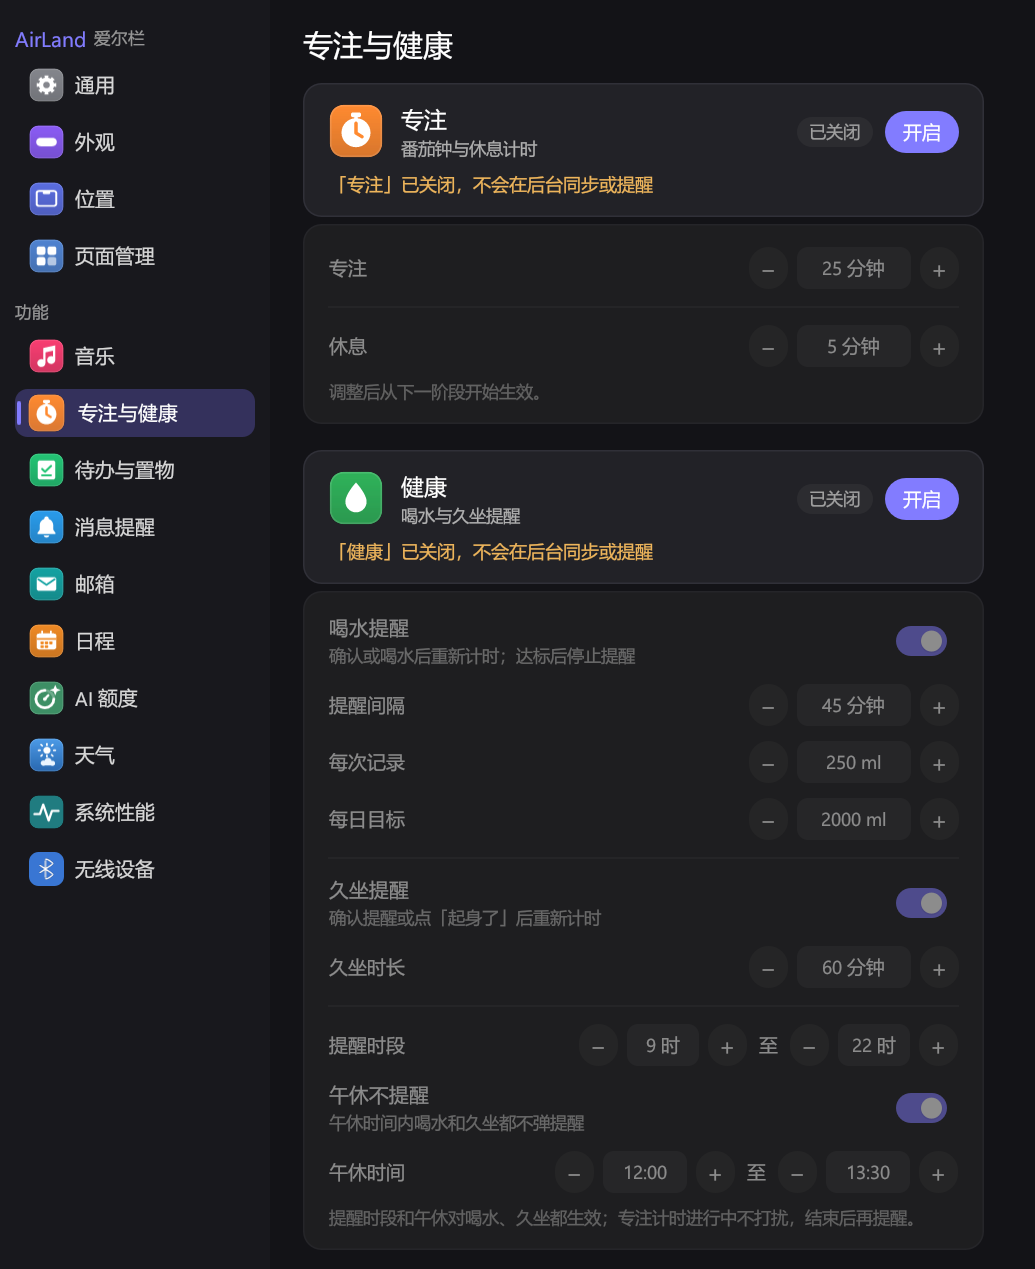 AirLand 爱尔栏
通用
外观
位置
页面管理
功能
音乐
专注与健康
待办与置物
消息提醒
邮箱
日程
AI 额度
天气
系统性能
无线设备
专注与健康
专注
番茄钟与休息计时
已关闭
开启
「专注」已关闭，不会在后台同步或提醒
专注 − 25 分钟 +
休息 − 5 分钟 +
调整后从下一阶段开始生效。
健康
喝水与久坐提醒
已关闭
开启
「健康」已关闭，不会在后台同步或提醒
喝水提醒
确认或喝水后重新计时；达标后停止提醒
提醒间隔 − 45 分钟 +
每次记录 − 250 ml +
每日目标 − 2000 ml +
久坐提醒
确认提醒或点「起身了」后重新计时
久坐时长 − 60 分钟 +
提醒时段 − 9 时 + 至 − 22 时 +
午休不提醒
午休时间内喝水和久坐都不弹提醒
午休时间 − 12:00 + 至 − 13:30 +
提醒时段和午休对喝水、久坐都生效；专注计时进行中不打扰，结束后再提醒。